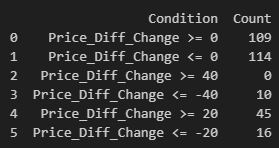 Condition Count
0 Price_Diff_Change >= 0 109
1 Price_Diff_Change <= 0 114
2 Price_Diff_Change >= 40 0
3 Price_Diff_Change <= -40 10
4 Price_Diff_Change >= 20 45
5 Price_Diff_Change <= -20 16